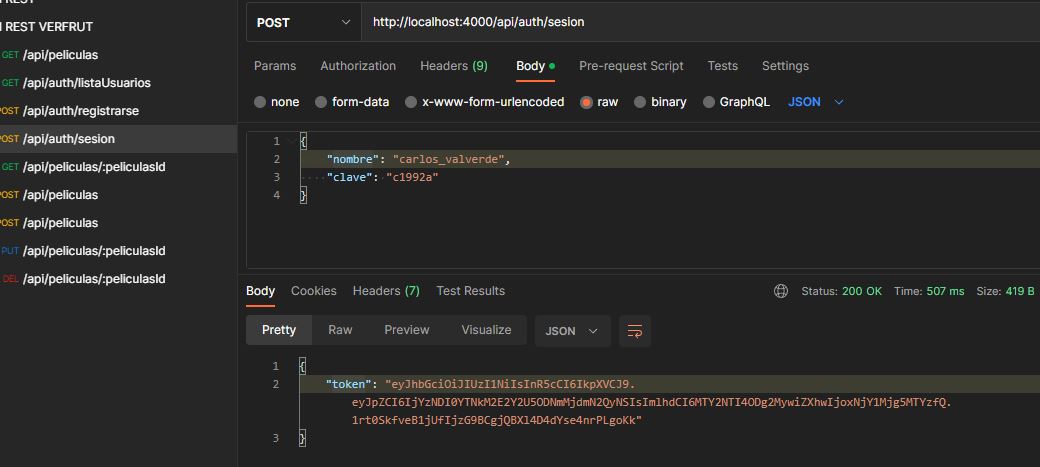 I REST VERFRUT
GET /api/peliculas
GET /api/auth/listaUsuarios
POST /api/auth/registrarse
POST /api/auth/sesion
GET /api/peliculas/:peliculasId
POST /api/peliculas
POST /api/peliculas
PUT /api/peliculas/:peliculasId
DEL /api/peliculas/:peliculasId
POST http://localhost:4000/api/auth/sesion
Params Authorization Headers (9) Body Pre-request Script Tests Settings
none form-data x-www-form-urlencoded raw binary GraphQL JSON
1 {
2 "nombre": "carlos_valverde",
3 "clave": "c1992a"
4 }
Body Cookies Headers (7) Test Results Status: 200 OK Time: 507 ms Size: 419 B
Pretty Raw Preview Visualize JSON
1 {
2 "token": "eyJhbGciOiJIUzI1NiIsInR5cCI6IkpXVCJ9.
eyJpZCI6IjYzNDI0YTNkM2E2Y2U5ODNmMjdmN2QyNSIsImlhdCI6MTY2NTI4ODg2MywiZXhwIjoxNjY1Mjg5MTYzfQ.
1rt0SkfveB1jUfIjzG9BCgjQBXl4D4dYse4nrPLgoKk"
3 }